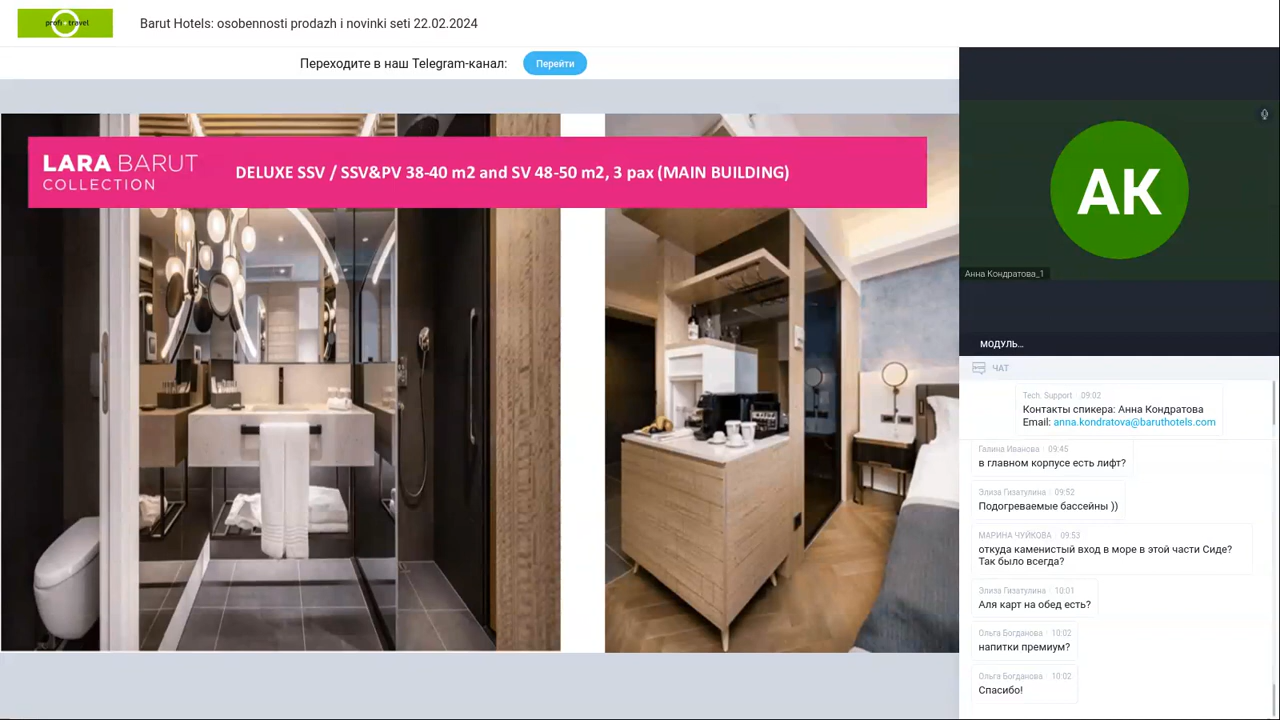 profi travel
Barut Hotels: osobennosti prodazh i novinki seti 22.02.2024
Переходите в наш Telegram-канал:
Перейти
LARA BARUT
COLLECTION
DELUXE SSV / SSV&PV 38-40 m2 and SV 48-50 m2, 3 pax (MAIN BUILDING)
АК
Анна Кондратова_1
МОДУЛЬ...
ЧАТ
Tech. Support 09:02
Контакты спикера: Анна Кондратова
Email: anna.kondratova@baruthotels.com
Галина Иванова 09:45
в главном корпусе есть лифт?
Элиза Гизатулина 09:52
Подогреваемые бассейны ))
МАРИНА ЧУЙКОВА 09:53
откуда каменистый вход в море в этой части Сиде?
Так было всегда?
Элиза Гизатулина 10:01
Аля карт на обед есть?
Ольга Богданова 10:02
напитки премиум?
Ольга Богданова 10:02
Спасибо!